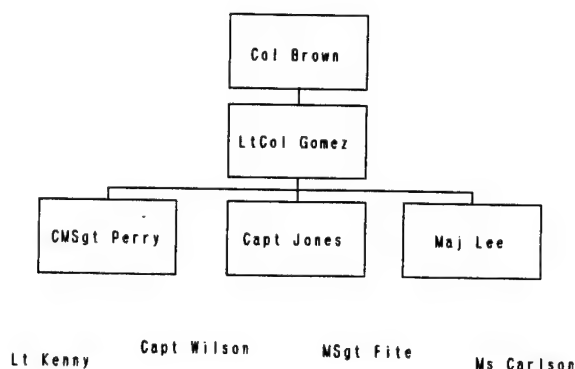 Col Brown
LtCol Gomez
CMSgt Perry
Capt Jones
Maj Lee
Lt Kenny
Capt Wilson
MSgt Fite
Ms Carlson